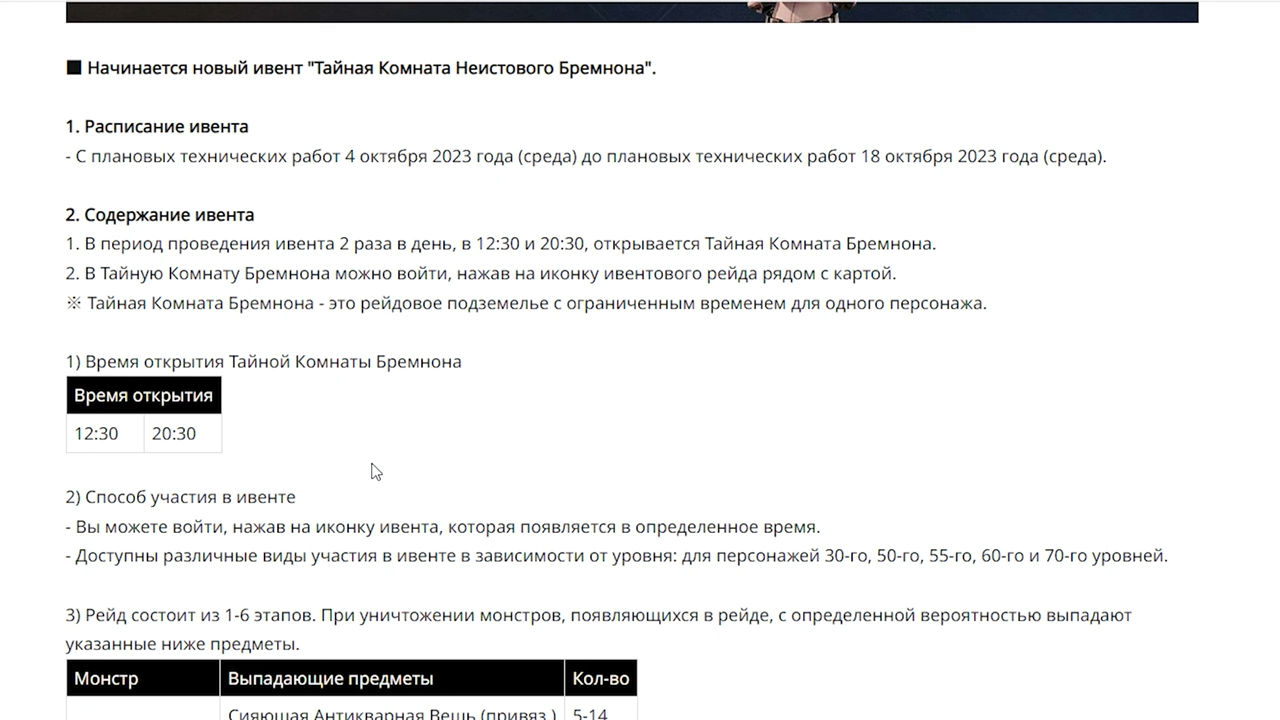 ■ Начинается новый ивент "Тайная Комната Неистового Бремнона".
1. Расписание ивента
- С плановых технических работ 4 октября 2023 года (среда) до плановых технических работ 18 октября 2023 года (среда).
2. Содержание ивента
1. В период проведения ивента 2 раза в день, в 12:30 и 20:30, открывается Тайная Комната Бремнона.
2. В Тайную Комнату Бремнона можно войти, нажав на иконку ивентового рейда рядом с картой.
※ Тайная Комната Бремнона - это рейдовое подземелье с ограниченным временем для одного персонажа.
1) Время открытия Тайной Комнаты Бремнона
Время открытия
12:30 20:30
2) Способ участия в ивенте
- Вы можете войти, нажав на иконку ивента, которая появляется в определенное время.
- Доступны различные виды участия в ивенте в зависимости от уровня: для персонажей 30-го, 50-го, 55-го, 60-го и 70-го уровней.
3) Рейд состоит из 1-6 этапов. При уничтожении монстров, появляющихся в рейде, с определенной вероятностью выпадают
указанные ниже предметы.
Монстр Выпадающие предметы Кол-во
Сияющая Антикварная Вещь (привяз.) 5-14